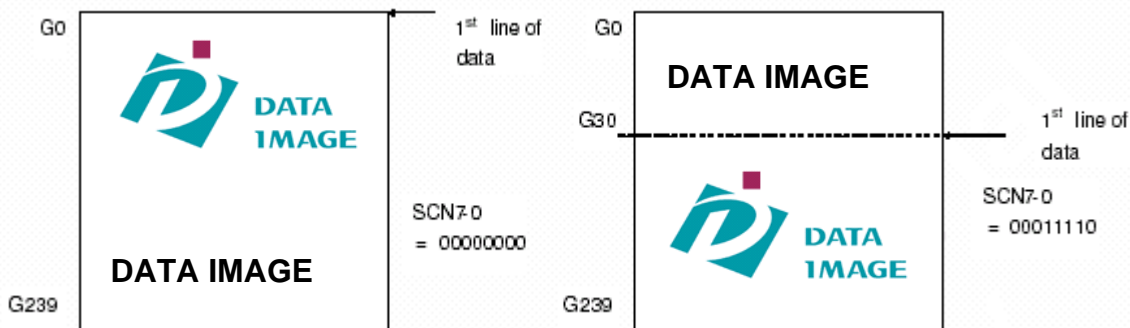 G0
1st line of
data
DATA
IMAGE
SCN7-0
= 00000000
DATA IMAGE
G239
G0
DATA IMAGE
G30
1st line of
data
SCN7-0
= 00011110
DATA
IMAGE
G239